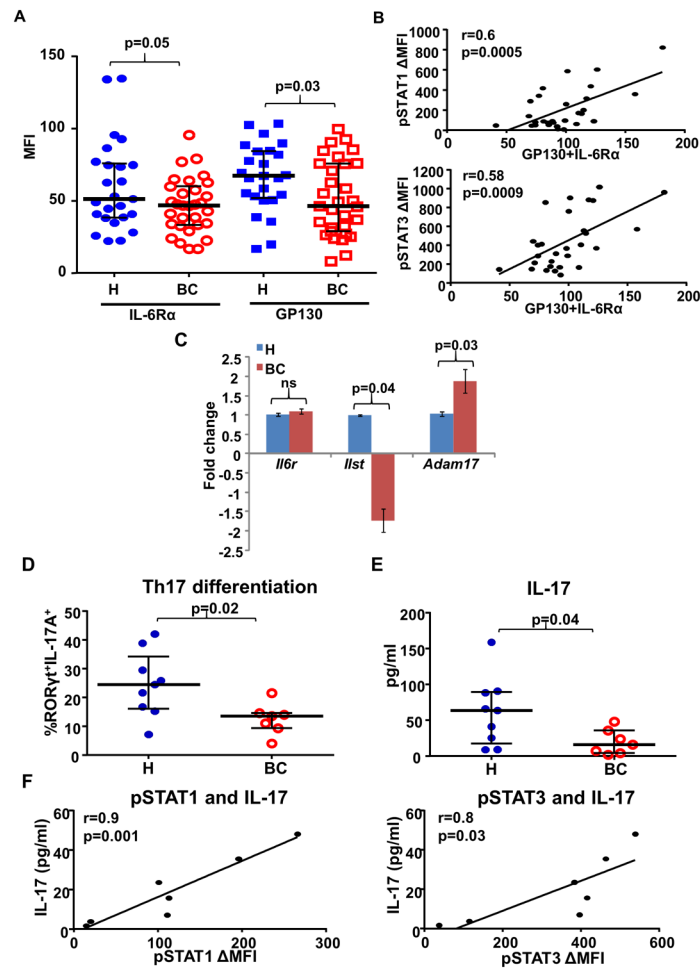 A
p=0.05
p=0.03
MFI
150
100
50
0
H
BC
H
BC
IL-6Rα
GP130
B
r=0.6
p=0.0005
pSTAT1 ΔMFI
1000
800
600
400
200
0
0
50
100
150
200
GP130+IL-6Rα
r=0.58
p=0.0009
pSTAT3 ΔMFI
1200
1000
800
600
400
200
0
0
50
100
150
200
GP130+IL-6Rα
C
H
BC
ns
p=0.04
p=0.03
Fold change
2.5
2
1.5
1
0.5
0
-0.5
-1
-1.5
-2
-2.5
Il6r
Ilst
Adam17
D
Th17 differentiation
p=0.02
%RORγt+IL-17A+
50
40
30
20
10
0
H
BC
E
IL-17
p=0.04
pg/ml
200
150
100
50
0
H
BC
F
pSTAT1 and IL-17
r=0.9
p=0.001
IL-17 (pg/ml)
60
40
20
0
0
100
200
300
pSTAT1 ΔMFI
pSTAT3 and IL-17
r=0.8
p=0.03
IL-17 (pg/ml)
60
40
20
0
0
200
400
600
pSTAT3 ΔMFI